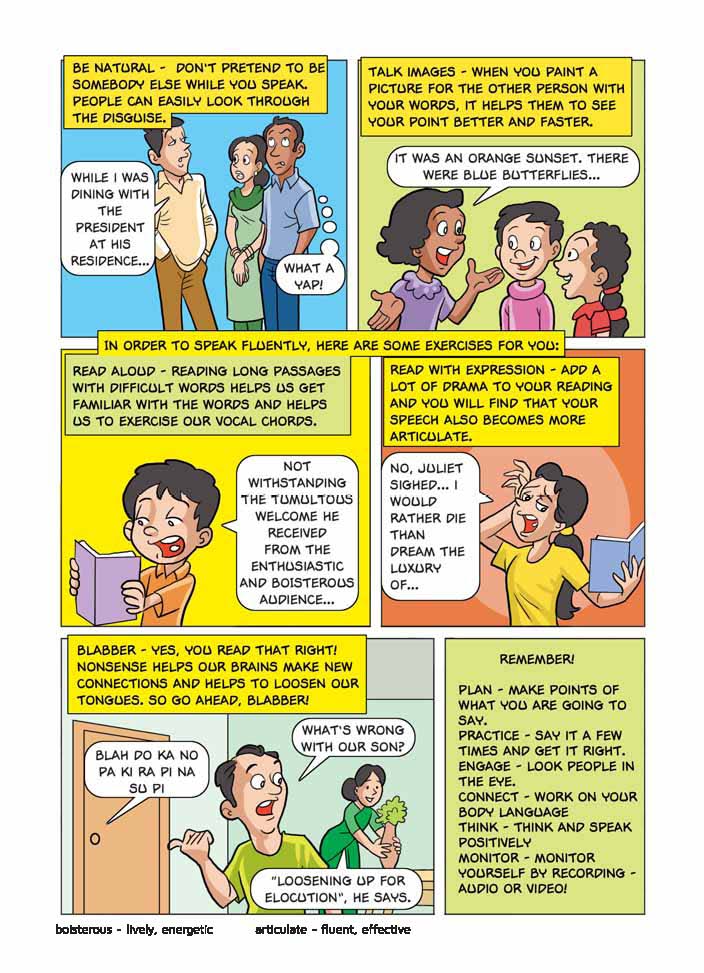 BE NATURAL - DON'T PRETEND TO BE
SOMEBODY ELSE WHILE YOU SPEAK.
PEOPLE CAN EASILY LOOK THROUGH
THE DISGUISE.
WHILE I WAS
DINING WITH
THE
PRESIDENT
AT HIS
RESIDENCE...
WHAT A
YAP!
TALK IMAGES - WHEN YOU PAINT A
PICTURE FOR THE OTHER PERSON WITH
YOUR WORDS, IT HELPS THEM TO SEE
YOUR POINT BETTER AND FASTER.
IT WAS AN ORANGE SUNSET. THERE
WERE BLUE BUTTERFLIES...
IN ORDER TO SPEAK FLUENTLY, HERE ARE SOME EXERCISES FOR YOU:
READ ALOUD - READING LONG PASSAGES
WITH DIFFICULT WORDS HELPS US GET
FAMILIAR WITH THE WORDS AND HELPS
US TO EXERCISE OUR VOCAL CHORDS.
NOT
WITHSTANDING
THE TUMULTOUS
WELCOME HE
RECEIVED
FROM THE
ENTHUSIASTIC
AND BOISTEROUS
AUDIENCE...
READ WITH EXPRESSION - ADD A
LOT OF DRAMA TO YOUR READING
AND YOU WILL FIND THAT YOUR
SPEECH ALSO BECOMES MORE
ARTICULATE.
NO, JULIET
SIGHED... I
WOULD
RATHER DIE
THAN
DREAM THE
LUXURY
OF...
BLABBER - YES, YOU READ THAT RIGHT!
NONSENSE HELPS OUR BRAINS MAKE NEW
CONNECTIONS AND HELPS TO LOOSEN OUR
TONGUES. SO GO AHEAD, BLABBER!
BLAH DO KA NO
PA KI RA PI NA
SU PI
WHAT'S WRONG
WITH OUR SON?
"LOOSENING UP FOR
ELOCUTION", HE SAYS.
REMEMBER!
PLAN - MAKE POINTS OF
WHAT YOU ARE GOING TO
SAY.
PRACTICE - SAY IT A FEW
TIMES AND GET IT RIGHT.
ENGAGE - LOOK PEOPLE IN
THE EYE.
CONNECT - WORK ON YOUR
BODY LANGUAGE
THINK - THINK AND SPEAK
POSITIVELY
MONITOR - MONITOR
YOURSELF BY RECORDING -
AUDIO OR VIDEO!
boisterous - lively, energetic
articulate - fluent, effective